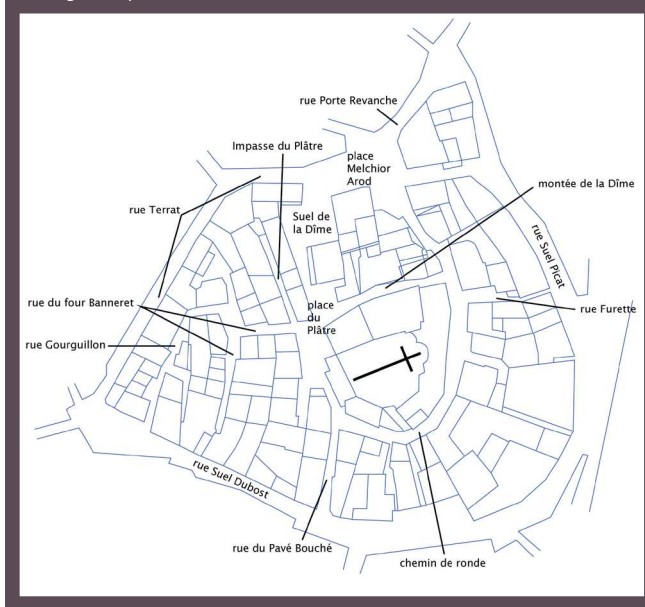 rue Porte Revanche
Impasse du Plâtre
place
Melchior
Arod
montée de la Dîme
rue Terrat
Suel de
la Dîme
rue Suel Picat
rue du four Banneret
place
du
Plâtre
rue Furette
rue Gourguillon
rue Suel Dubost
rue du Pavé Bouché
chemin de ronde